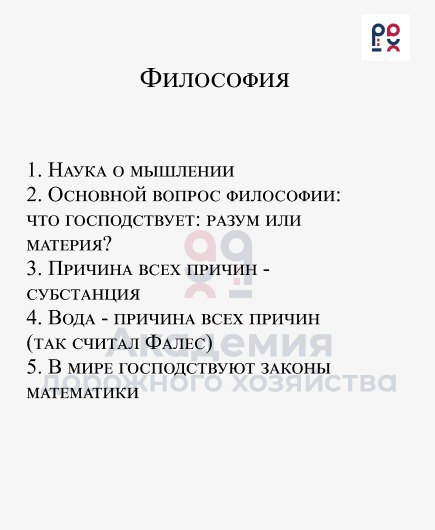 Философия
1. Наука о мышлении
2. Основной вопрос философии:
что господствует: разум или
материя?
3. Причина всех причин -
субстанция
4. Вода - причина всех причин
(так считал Фалес)
Академия
5. В мире господствуют законы
дорожного хозяйства
математики